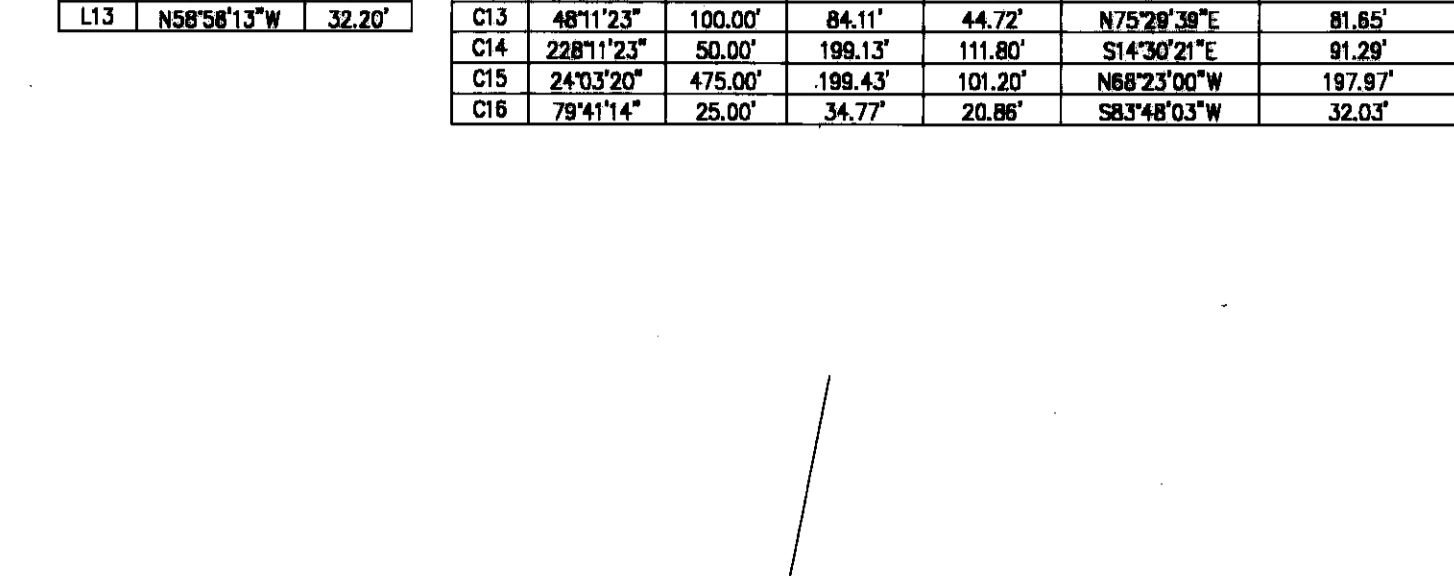 L13 N58°58'13"W 32.20'
C13 48°11'23" 100.00' 84.11' 44.72' N75°29'39"E 81.65'
C14 228°11'23" 50.00' 199.13' 111.80' S14°30'21"E 91.29'
C15 24°03'20" 475.00' 199.43' 101.20' N68°23'00"W 197.97'
C16 79°41'14" 25.00' 34.77' 20.86' S83°48'03"W 32.03'